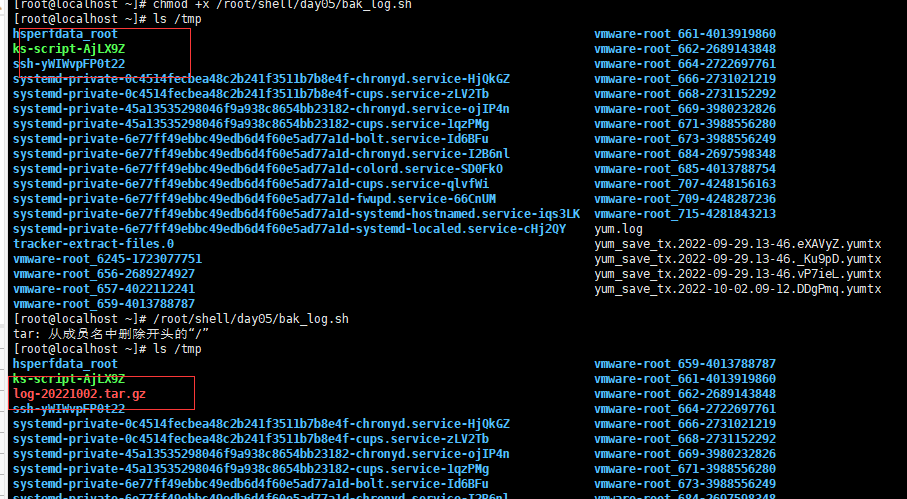 [root@localhost ~]# chmod +x /root/shell/day05/bak_log.sh
[root@localhost ~]# ls /tmp
hsperfdata_root vmware-root_661-4013919860
ks-script-AjLX9Z vmware-root_662-2689143848
ssh-yWIWvpFP0t22 vmware-root_664-2722697761
systemd-private-0c4514fecbea48c2b241f3511b7b8e4f-chronyd.service-HjQkGZ vmware-root_666-2731021219
systemd-private-0c4514fecbea48c2b241f3511b7b8e4f-cups.service-zLV2Tb vmware-root_668-2731152292
systemd-private-45a13535298046f9a938c8654bb23182-chronyd.service-ojIP4n vmware-root_669-3980232826
systemd-private-45a13535298046f9a938c8654bb23182-cups.service-1qzPMg vmware-root_671-3988556280
systemd-private-6e77ff49ebbc49edb6d4f60e5ad77a1d-bolt.service-Id6BFu vmware-root_673-3988556249
systemd-private-6e77ff49ebbc49edb6d4f60e5ad77a1d-chronyd.service-I2B6nl vmware-root_684-2697598348
systemd-private-6e77ff49ebbc49edb6d4f60e5ad77a1d-colord.service-SD0Fk0 vmware-root_685-4013788754
systemd-private-6e77ff49ebbc49edb6d4f60e5ad77a1d-cups.service-qlvfWi vmware-root_707-4248156163
systemd-private-6e77ff49ebbc49edb6d4f60e5ad77a1d-fwupd.service-66CnUM vmware-root_709-4248287236
systemd-private-6e77ff49ebbc49edb6d4f60e5ad77a1d-systemd-hostnamed.service-iqs3LK vmware-root_715-4281843213
systemd-private-6e77ff49ebbc49edb6d4f60e5ad77a1d-systemd-localed.service-cHj2QY yum.log
tracker-extract-files.0 yum_save_tx.2022-09-29.13-46.eXAVyZ.yumtx
vmware-root_6245-1723077751 yum_save_tx.2022-09-29.13-46._Ku9pD.yumtx
vmware-root_656-2689274927 yum_save_tx.2022-09-29.13-46.vP7ieL.yumtx
vmware-root_657-4022112241 yum_save_tx.2022-10-02.09-12.DDgPmq.yumtx
vmware-root_659-4013788787
[root@localhost ~]# /root/shell/day05/bak_log.sh
tar: 从成员名中删除开头的“/”
[root@localhost ~]# ls /tmp
hsperfdata_root vmware-root_659-4013788787
ks-script-AjLX9Z vmware-root_661-4013919860
log-20221002.tar.gz vmware-root_662-2689143848
ssh-yWIWvpFP0t22 vmware-root_664-2722697761
systemd-private-0c4514fecbea48c2b241f3511b7b8e4f-chronyd.service-HjQkGZ vmware-root_666-2731021219
systemd-private-0c4514fecbea48c2b241f3511b7b8e4f-cups.service-zLV2Tb vmware-root_668-2731152292
systemd-private-45a13535298046f9a938c8654bb23182-chronyd.service-ojIP4n vmware-root_669-3980232826
systemd-private-45a13535298046f9a938c8654bb23182-cups.service-1qzPMg vmware-root_671-3988556280
systemd-private-6e77ff49ebbc49edb6d4f60e5ad77a1d-bolt.service-Id6BFu vmware-root_673-3988556249
systemd-private-6e77ff49ebbc49edb6d4f60e5ad77a1d-chronyd.service-I2B6nl vmware-root_684-2697598348